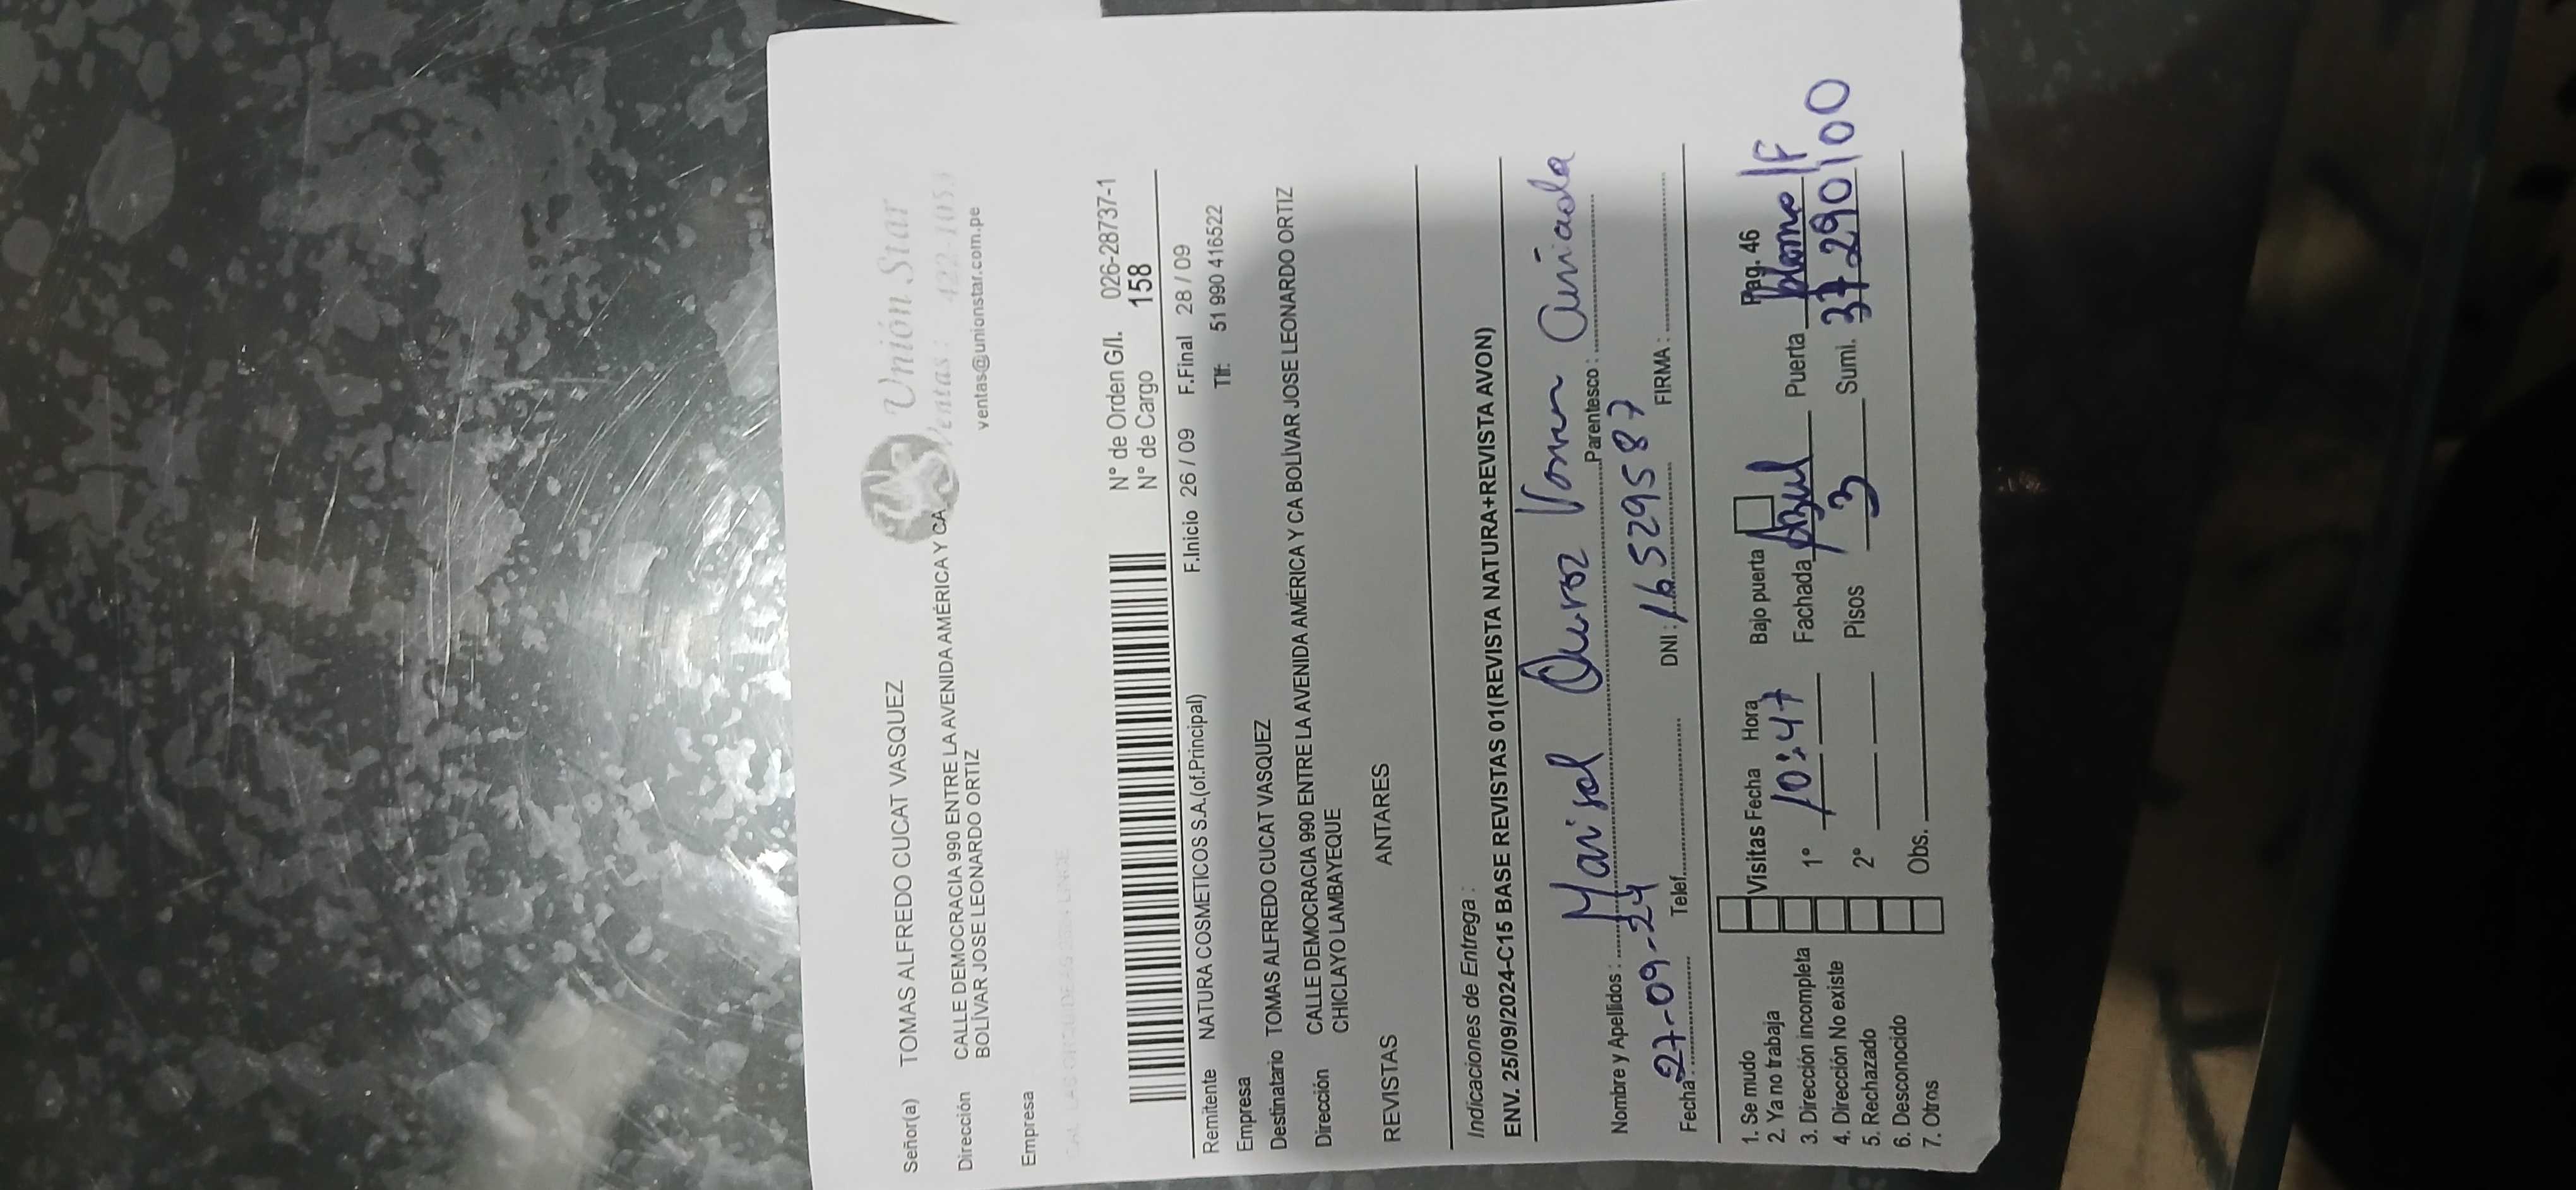 Unión Star
Ventas: 422-105
ventas@unionstar.com.pe
Señor(a) TOMAS ALFREDO CUCAT VASQUEZ
Dirección CALLE DEMOCRACIA 990 ENTRE LA AVENIDA AMÉRICA Y CA
BOLÍVAR JOSE LEONARDO ORTIZ
Empresa
N° de Orden G/I. 026-28737-1
N° de Cargo 158
F.Inicio 26 / 09 F.Final 28 / 09
Remitente NATURA COSMETICOS S.A.(of.Principal)
Tlf: 51 990 416522
Empresa
Destinatario TOMAS ALFREDO CUCAT VASQUEZ
Dirección CALLE DEMOCRACIA 990 ENTRE LA AVENIDA AMÉRICA Y CA BOLÍVAR JOSE LEONARDO ORTIZ
CHICLAYO LAMBAYEQUE
REVISTAS ANTARES
Indicaciones de Entrega :
ENV. 25/09/2024-C15 BASE REVISTAS 01(REVISTA NATURA+REVISTA AVON)
Nombre y Apellidos : Marisol
Parentesco :
Fecha : 27-09-24 Telef. DNI : 16529587 FIRMA :
1. Se mudo Visitas Fecha Hora Bajo puerta Pag. 46
2. Ya no trabaja
3. Dirección incompleta 1° 10:47 Fachada Azul Puerta plomo/F
4. Dirección No existe
5. Rechazado 2° Pisos 3 Sumi. 37290100
6. Desconocido
7. Otros Obs.